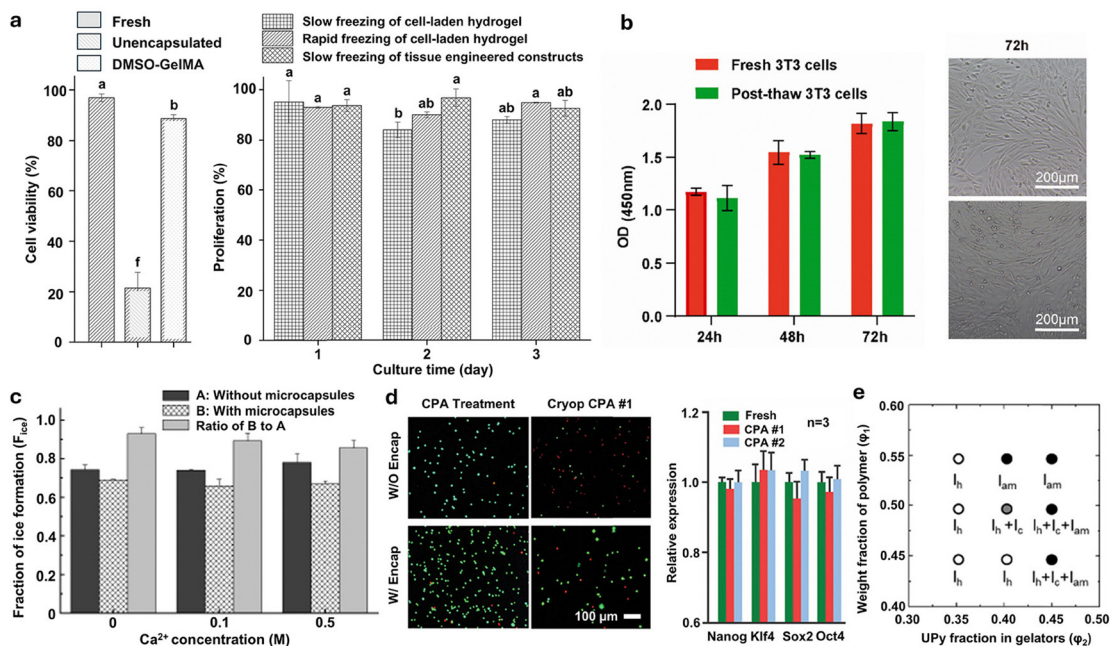 a
Fresh
Unencapsulated
DMSO-GelMA
Slow freezing of cell-laden hydrogel
Rapid freezing of cell-laden hydrogel
Slow freezing of tissue engineered constructs
Cell viability (%)
100
80
60
40
20
0
a
f
b
Proliferation (%)
100
80
60
40
20
0
a
a
a
b
ab
a
ab
a
ab
1
2
3
Culture time (day)
b
Fresh 3T3 cells
Post-thaw 3T3 cells
OD (450nm)
2.0
1.5
1.0
0.5
0.0
24h
48h
72h
72h
200μm
200μm
c
A: Without microcapsules
B: With microcapsules
Ratio of B to A
Fraction of ice formation (Fice)
1.0
0.8
0.6
0.4
0.2
0
0
0.1
0.5
Ca²⁺ concentration (M)
d
CPA Treatment
Cryop CPA #1
W/O Encap
W/ Encap
100 μm
Fresh
CPA #1
CPA #2
n=3
Relative expression
1.2
1.0
0.8
0.6
Nanog Klf4 Sox2 Oct4
e
Weight fraction of polymer (φ₁)
0.60
0.55
0.50
0.45
0.40
Ih
Iam
Iam
Ih+Ic
Ih+Ic+Iam
Ih
Ih
Ih
Ih+Ic+Iam
0.30 0.35 0.40 0.45 0.50
UPy fraction in gelators (φ₂)